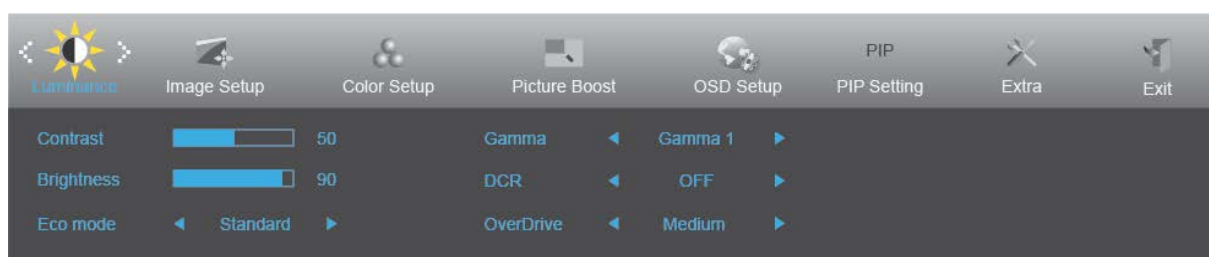 PIP
Luminance Image Setup Color Setup Picture Boost OSD Setup PIP Setting Extra Exit
Contrast 50 Gamma Gamma 1
Brightness 90 DCR OFF
Eco mode Standard OverDrive Medium